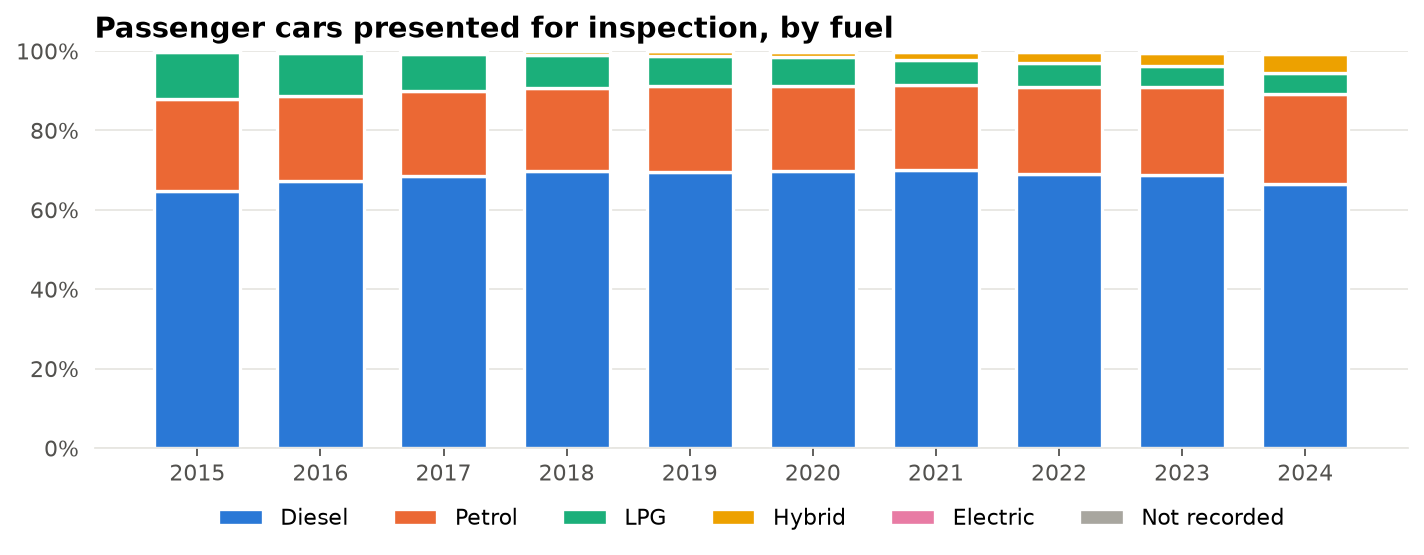 Passenger cars presented for inspection, by fuel
100%
80%
60%
40%
20%
0%
2015 2016 2017 2018 2019 2020 2021 2022 2023 2024
Diesel Petrol LPG Hybrid Electric Not recorded